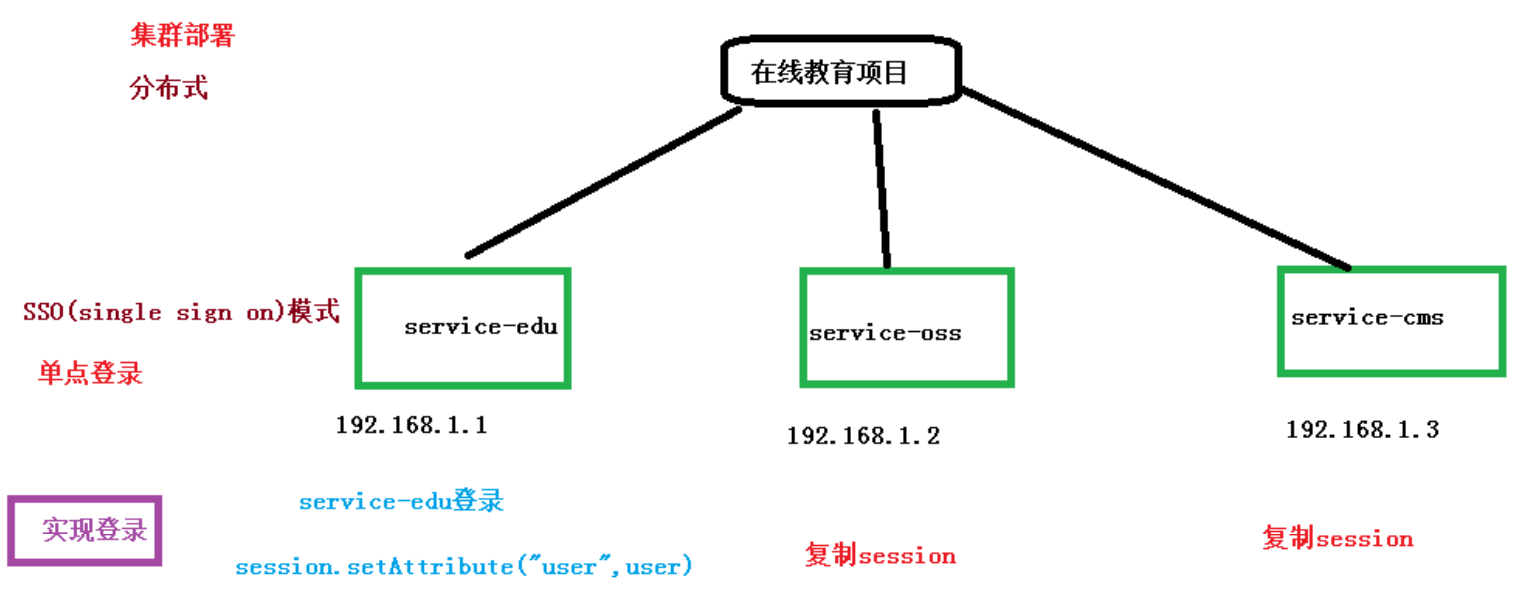 集群部署
分布式
在线教育项目
SSO(single sign on)模式
单点登录
service-edu
service-oss
service-cms
192.168.1.1
192.168.1.2
192.168.1.3
实现登录
service-edu登录
session.setAttribute("user",user)
复制session
复制session